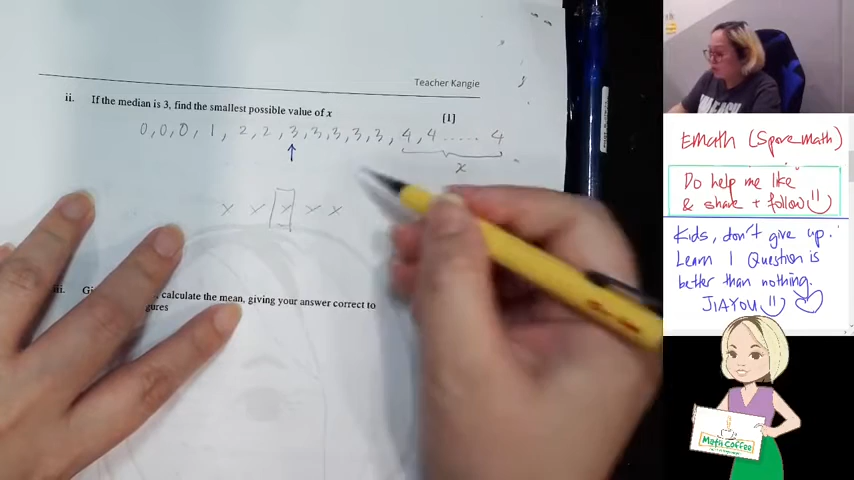 Teacher Kangie
ii. If the median is 3, find the smallest possible value of x
[1]
0,0,0,1,2,2,3,3,3,3,3,4,4.....4
x
x x x x x
calculate the mean, giving your answer correct to
gures
Emath (Spore math)
Do help me like
& share + follow
Kids, don't give up.
Learn 1 Question is
better than nothing.
JIAYOU
Math Coffee